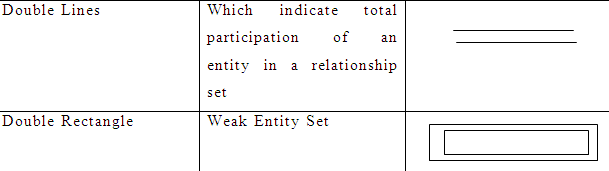 Double Lines
Which indicate total
participation of an
entity in a relationship
set
Double Rectangle
Weak Entity Set